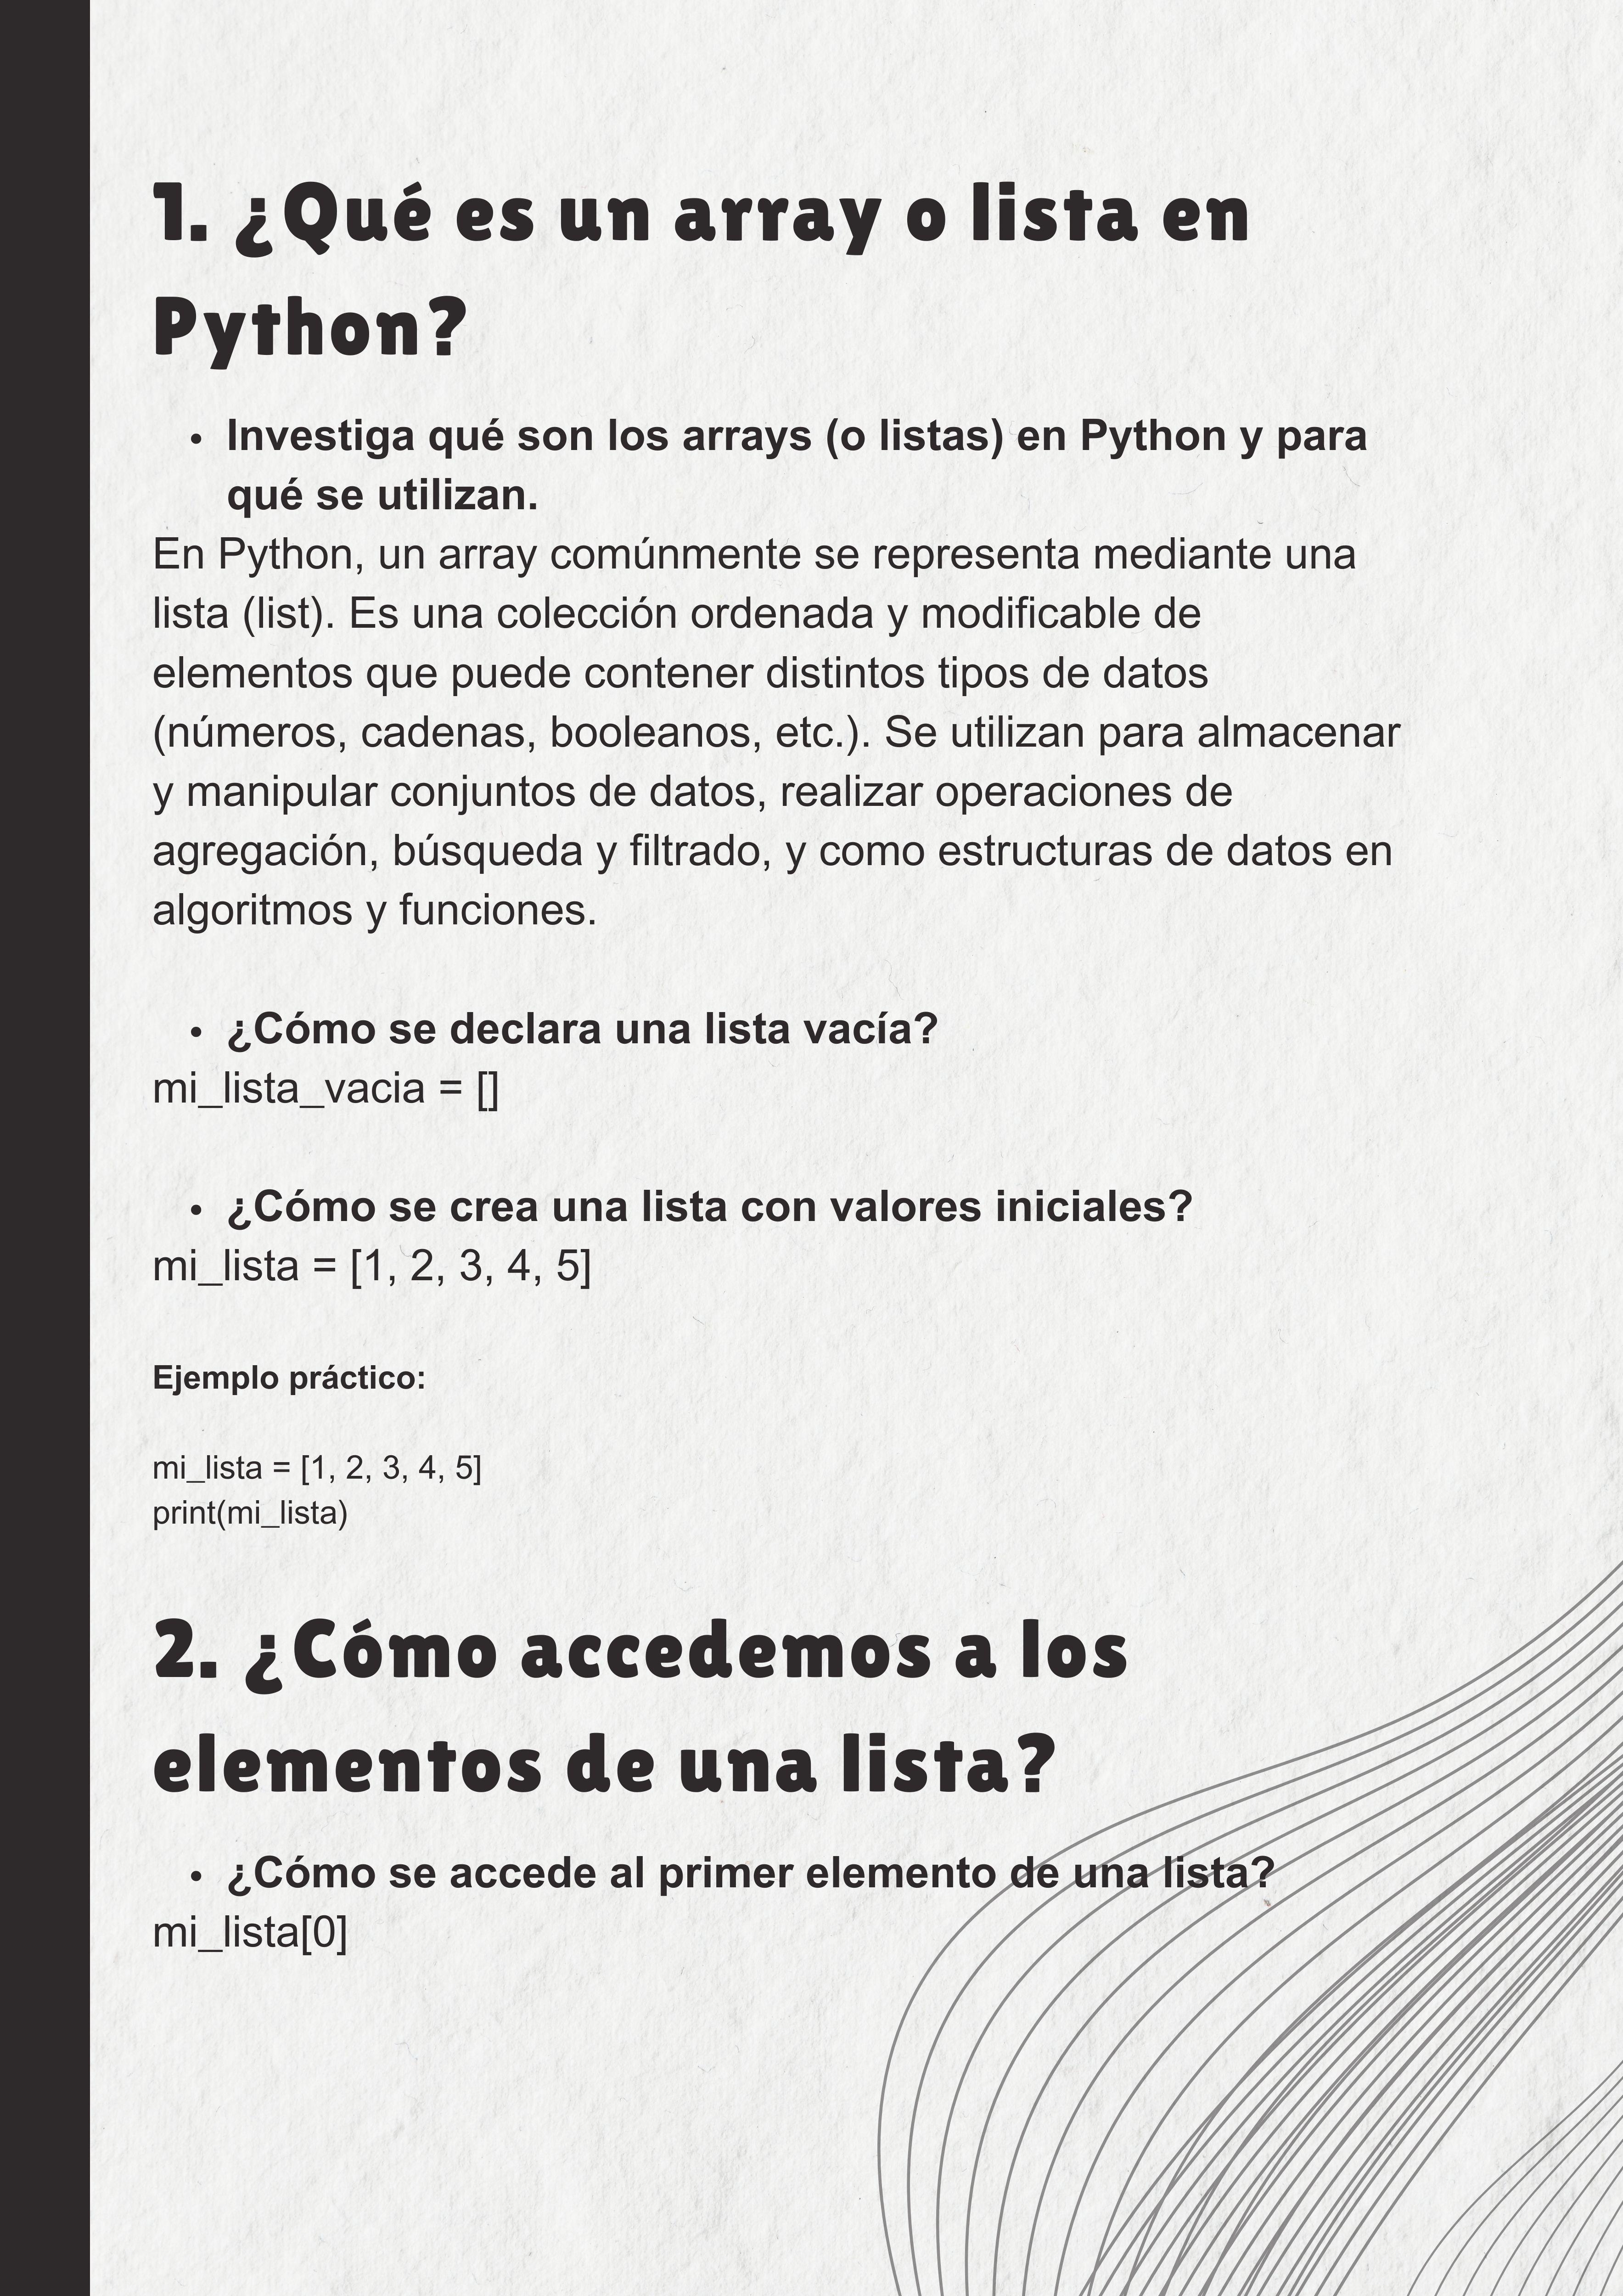 1. ¿Qué es un array o lista en
Python?
• Investiga qué son los arrays (o listas) en Python y para
qué se utilizan.
En Python, un array comúnmente se representa mediante una
lista (list). Es una colección ordenada y modificable de
elementos que puede contener distintos tipos de datos
(números, cadenas, booleanos, etc.). Se utilizan para almacenar
y manipular conjuntos de datos, realizar operaciones de
agregación, búsqueda y filtrado, y como estructuras de datos en
algoritmos y funciones.
• ¿Cómo se declara una lista vacía?
mi_lista_vacia = []
• ¿Cómo se crea una lista con valores iniciales?
mi_lista = [1, 2, 3, 4, 5]
Ejemplo práctico:
mi_lista = [1, 2, 3, 4, 5]
print(mi_lista)
2. ¿Cómo accedemos a los
elementos de una lista?
• ¿Cómo se accede al primer elemento de una lista?
mi_lista[0]